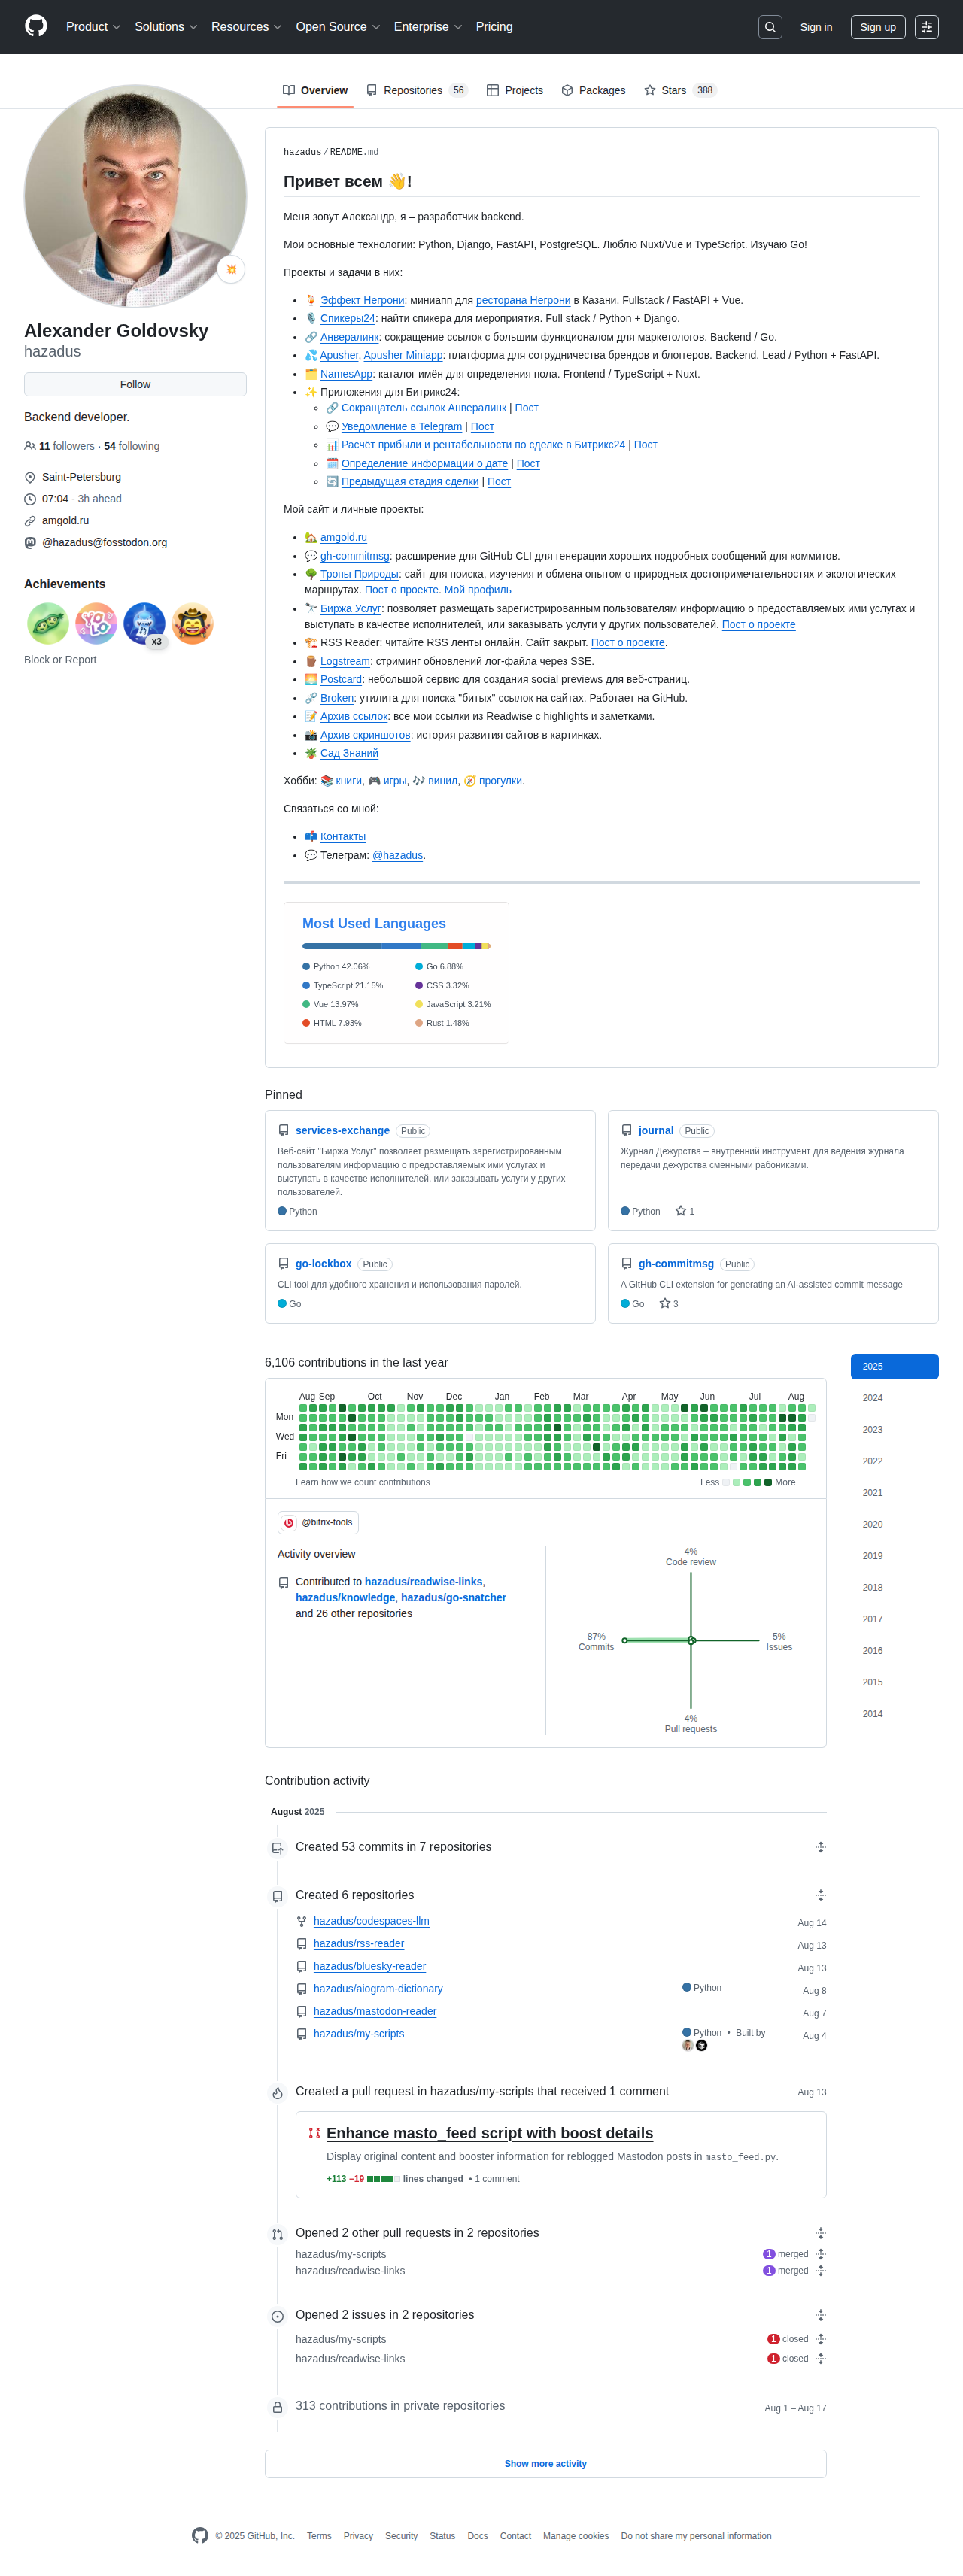 Product Solutions Resources Open Source Enterprise Pricing Sign in Sign up
Overview Repositories 56 Projects Packages Stars 388
Alexander Goldovsky
hazadus
Follow
Backend developer.
11 followers · 54 following
Saint-Petersburg
07:04 - 3h ahead
amgold.ru
@hazadus@fosstodon.org
Achievements
YOLO
x3
Block or Report
hazadus/README.md
Привет всем 👋!
Меня зовут Александр, я – разработчик backend.
Мои основные технологии: Python, Django, FastAPI, PostgreSQL. Люблю Nuxt/Vue и TypeScript. Изучаю Go!
Проекты и задачи в них:
🍹 Эффект Негрони: миниапп для ресторана Негрони в Казани. Fullstack / FastAPI + Vue.
🎙️ Спикеры24: найти спикера для мероприятия. Full stack / Python + Django.
🔗 Анвералинк: сокращение ссылок с большим функционалом для маркетологов. Backend / Go.
💦 Apusher, Apusher Miniapp: платформа для сотрудничества брендов и блоггеров. Backend, Lead / Python + FastAPI.
🗂️ NamesApp: каталог имён для определения пола. Frontend / TypeScript + Nuxt.
✨ Приложения для Битрикс24:
🔗 Сокращатель ссылок Анвералинк | Пост
💬 Уведомление в Telegram | Пост
📊 Расчёт прибыли и рентабельности по сделке в Битрикс24 | Пост
🗓️ Определение информации о дате | Пост
🔄 Предыдущая стадия сделки | Пост
Мой сайт и личные проекты:
🏡 amgold.ru
💬 gh-commitmsg: расширение для GitHub CLI для генерации хороших подробных сообщений для коммитов.
🌳 Тропы Природы: сайт для поиска, изучения и обмена опытом о природных достопримечательностях и экологических
маршрутах. Пост о проекте. Мой профиль
🔭 Биржа Услуг: позволяет размещать зарегистрированным пользователям информацию о предоставляемых ими услугах и
выступать в качестве исполнителей, или заказывать услуги у других пользователей. Пост о проекте
🏗️ RSS Reader: читайте RSS ленты онлайн. Сайт закрыт. Пост о проекте.
🪵 Logstream: стриминг обновлений лог-файла через SSE.
🌅 Postcard: небольшой сервис для создания social previews для веб-страниц.
🔗 Broken: утилита для поиска "битых" ссылок на сайтах. Работает на GitHub.
📝 Архив ссылок: все мои ссылки из Readwise с highlights и заметками.
📸 Архив скриншотов: история развития сайтов в картинках.
🪴 Сад Знаний
Хобби: 📚 книги, 🎮 игры, 🎶 винил, 🧭 прогулки.
Связаться со мной:
📫 Контакты
💬 Телеграм: @hazadus.
Most Used Languages
Python 42.06% Go 6.88%
TypeScript 21.15% CSS 3.32%
Vue 13.97% JavaScript 3.21%
HTML 7.93% Rust 1.48%
Pinned
services-exchange Public
Веб-сайт "Биржа Услуг" позволяет размещать зарегистрированным
пользователям информацию о предоставляемых ими услугах и
выступать в качестве исполнителей, или заказывать услуги у других
пользователей.
Python
journal Public
Журнал Дежурства – внутренний инструмент для ведения журнала
передачи дежурства сменными рабониками.
Python 1
go-lockbox Public
CLI tool для удобного хранения и использования паролей.
Go
gh-commitmsg Public
A GitHub CLI extension for generating an AI-assisted commit message
Go 3
6,106 contributions in the last year
Aug Sep Oct Nov Dec Jan Feb Mar Apr May Jun Jul Aug
Mon
Wed
Fri
Learn how we count contributions Less More
@bitrix-tools
Activity overview
Contributed to hazadus/readwise-links,
hazadus/knowledge, hazadus/go-snatcher
and 26 other repositories
4%
Code review
87%
Commits
5%
Issues
4%
Pull requests
2025
2024
2023
2022
2021
2020
2019
2018
2017
2016
2015
2014
Contribution activity
August 2025
Created 53 commits in 7 repositories
Created 6 repositories
hazadus/codespaces-llm Aug 14
hazadus/rss-reader Aug 13
hazadus/bluesky-reader Aug 13
hazadus/aiogram-dictionary Python Aug 8
hazadus/mastodon-reader Aug 7
hazadus/my-scripts Python • Built by Aug 4
Created a pull request in hazadus/my-scripts that received 1 comment Aug 13
Enhance masto_feed script with boost details
Display original content and booster information for reblogged Mastodon posts in masto_feed.py.
+113 −19 lines changed • 1 comment
Opened 2 other pull requests in 2 repositories
hazadus/my-scripts 1 merged
hazadus/readwise-links 1 merged
Opened 2 issues in 2 repositories
hazadus/my-scripts 1 closed
hazadus/readwise-links 1 closed
313 contributions in private repositories Aug 1 – Aug 17
Show more activity
© 2025 GitHub, Inc. Terms Privacy Security Status Docs Contact Manage cookies Do not share my personal information